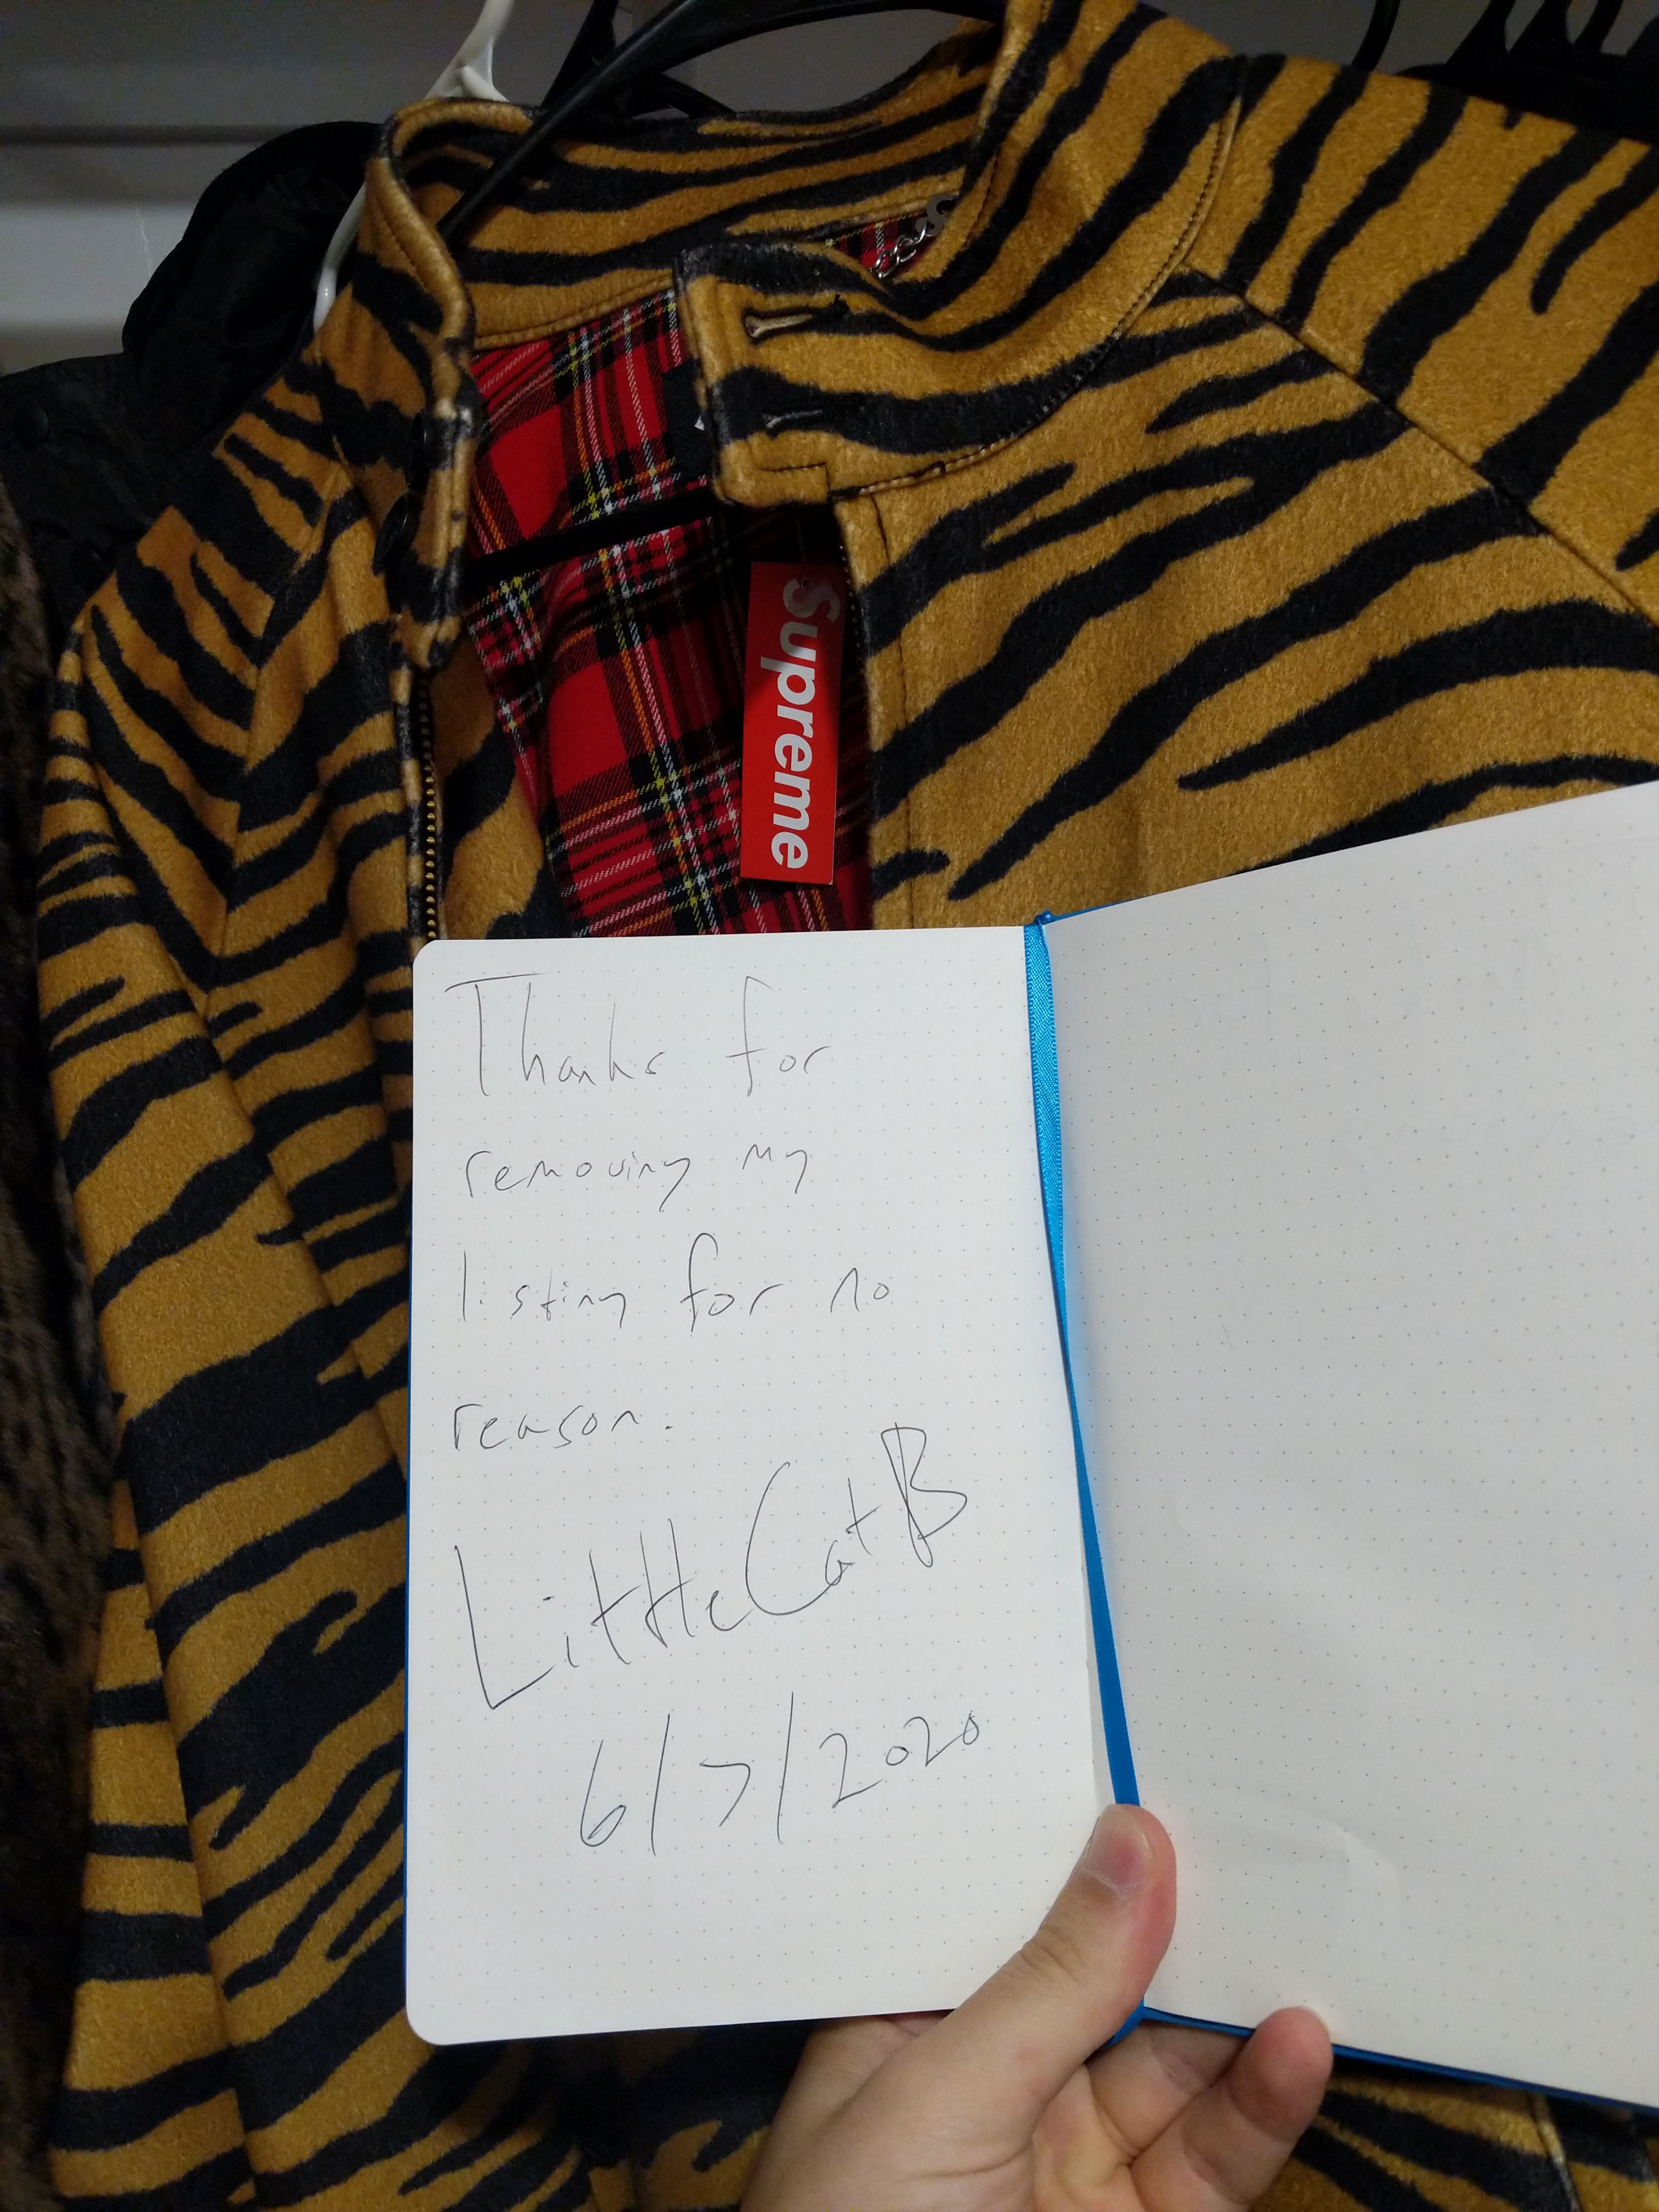 Supreme
Thanks for
removing my
listing for no
reason.
LittleCatB
6/7/2020